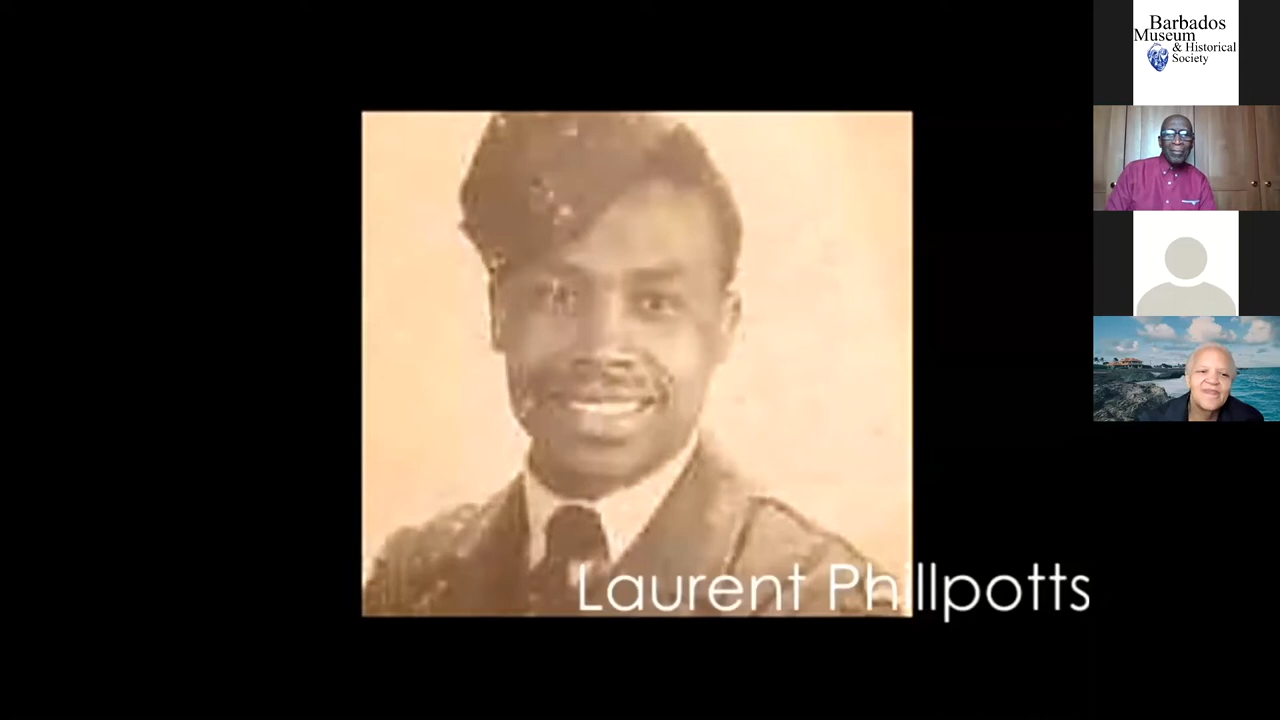 Barbados
Museum
& Historical
Society
Laurent Phillpotts